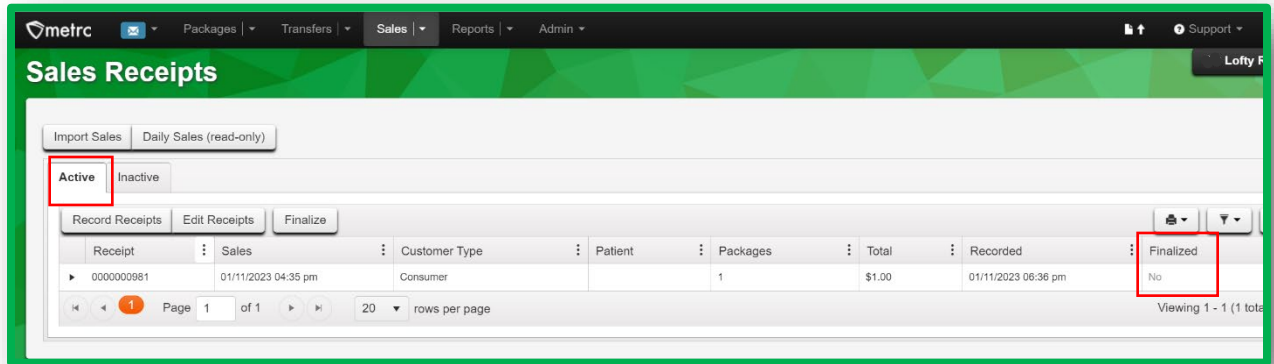 metrc Packages Transfers Sales Reports Admin Support
Sales Receipts
Lofty
Import Sales Daily Sales (read-only)
Active Inactive
Record Receipts Edit Receipts Finalize
Receipt Sales Customer Type Patient Packages Total Recorded Finalized
0000000981 01/11/2023 04:35 pm Consumer 1 $1.00 01/11/2023 06:36 pm No
1 Page 1 of 1 20 rows per page Viewing 1 - 1 (1 tota